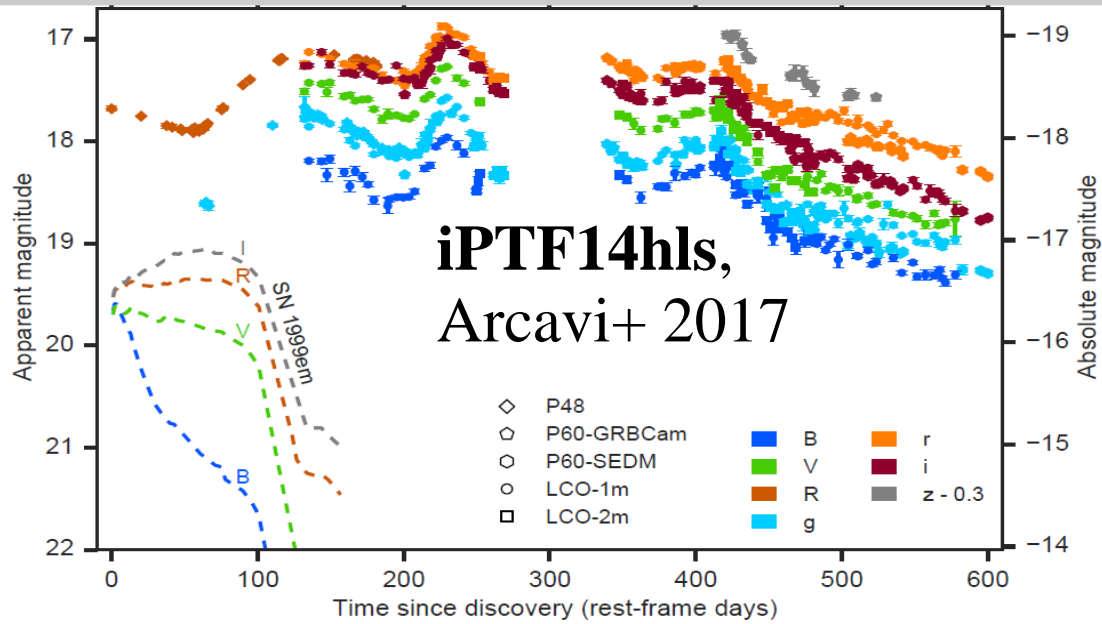 17
18
19
20
21
22
Apparent magnitude
−19
−18
−17
−16
−15
−14
Absolute magnitude
I
R
V
B
SN 1999em
iPTF14hls,
Arcavi+ 2017
P48
P60-GRBCam
P60-SEDM
LCO-1m
LCO-2m
B
V
R
g
r
i
z - 0.3
0 100 200 300 400 500 600
Time since discovery (rest-frame days)